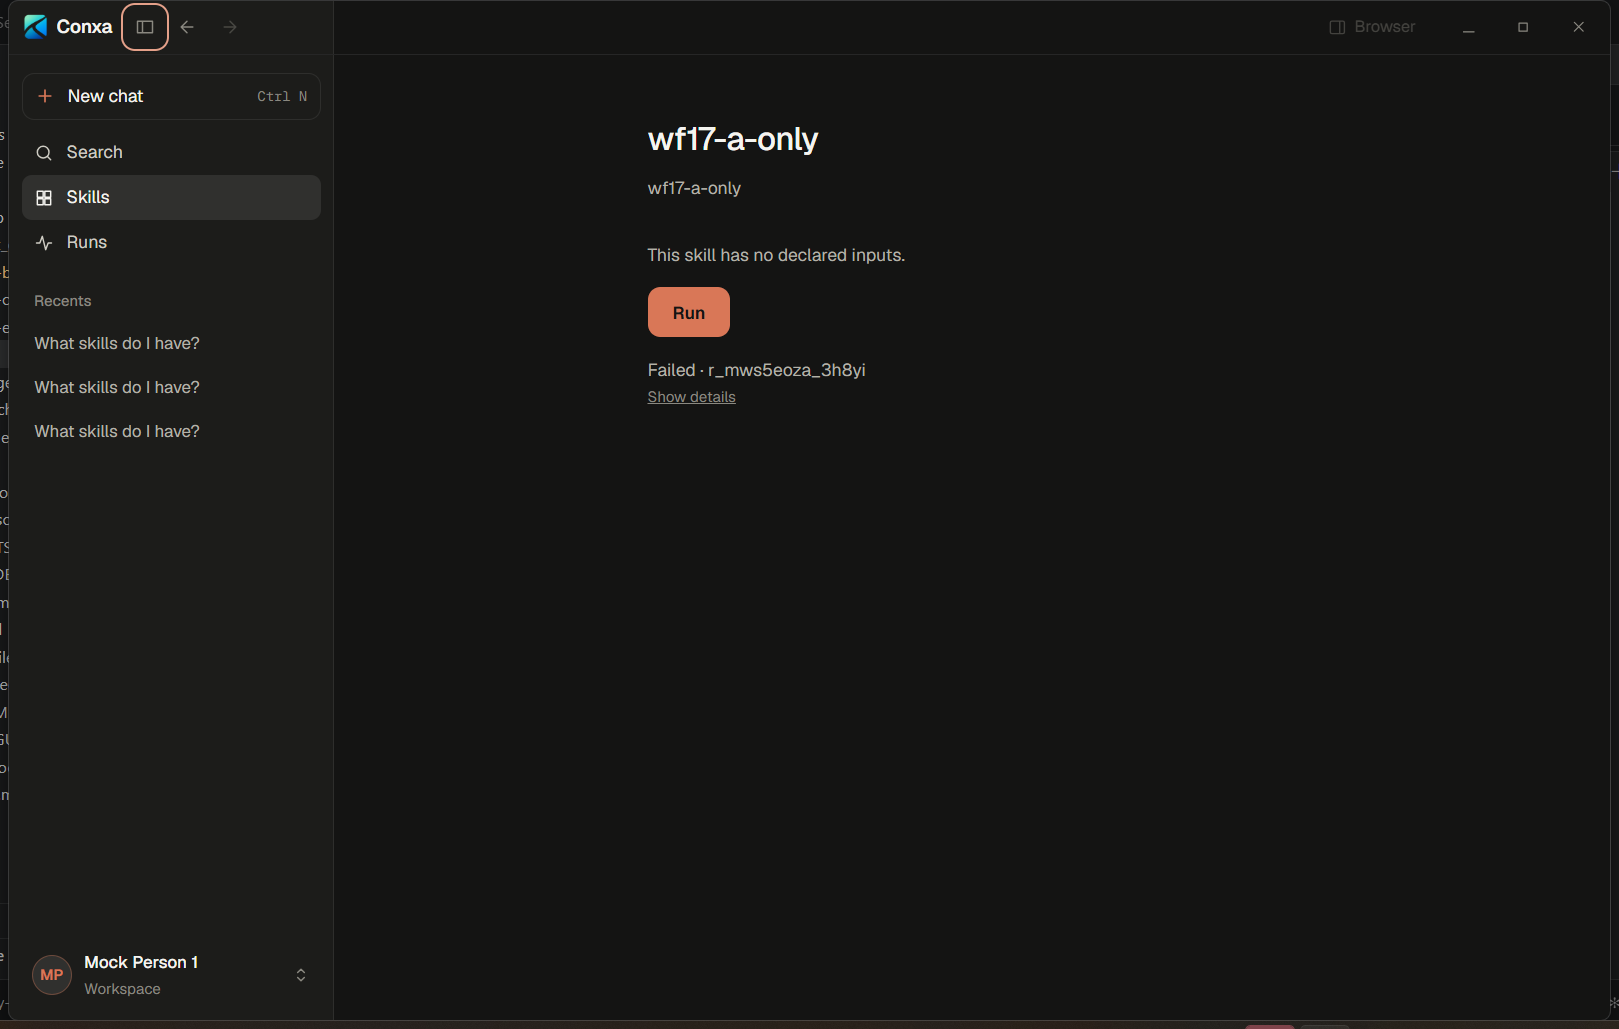 Conxa
Browser
New chat
Ctrl N
Search
Skills
Runs
Recents
What skills do I have?
What skills do I have?
What skills do I have?
Mock Person 1
MP
Workspace
wf17-a-only
wf17-a-only
This skill has no declared inputs.
Run
Failed · r_mws5eoza_3h8yi
Show details